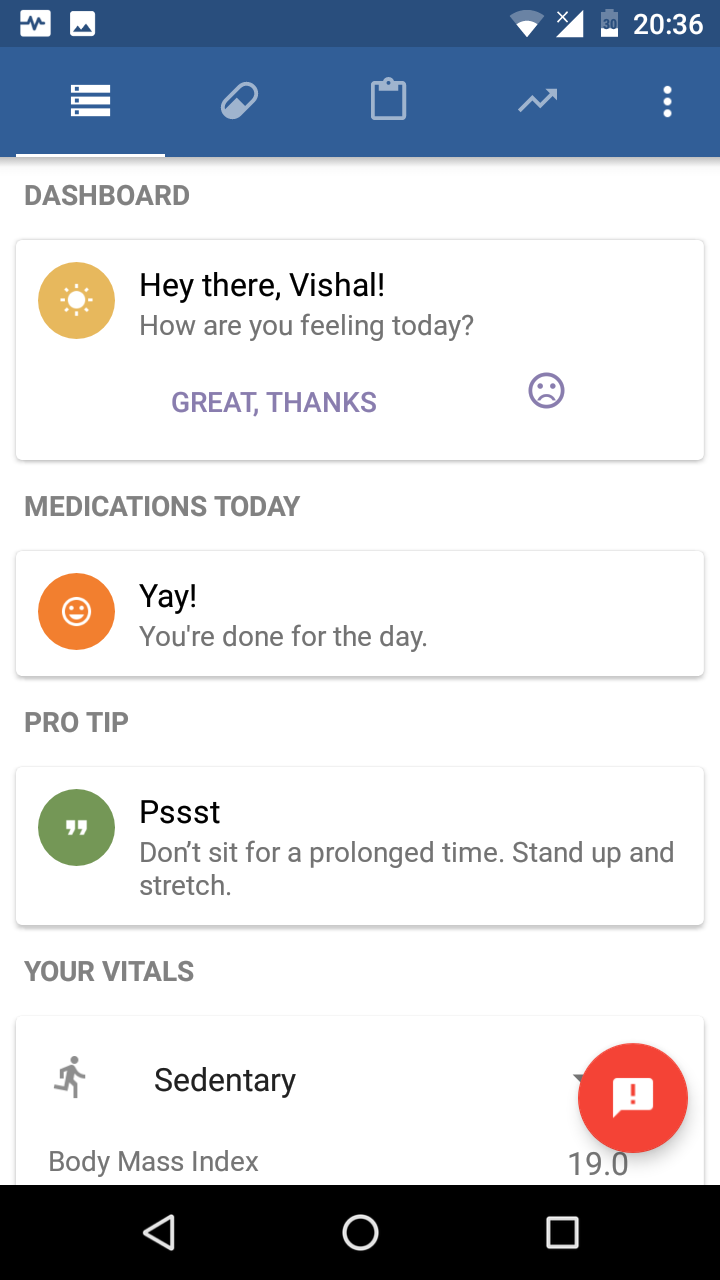 30 20:36
DASHBOARD
Hey there, Vishal!
How are you feeling today?
GREAT, THANKS
MEDICATIONS TODAY
Yay!
You're done for the day.
PRO TIP
Pssst
Don’t sit for a prolonged time. Stand up and
stretch.
YOUR VITALS
Sedentary
Body Mass Index 19.0